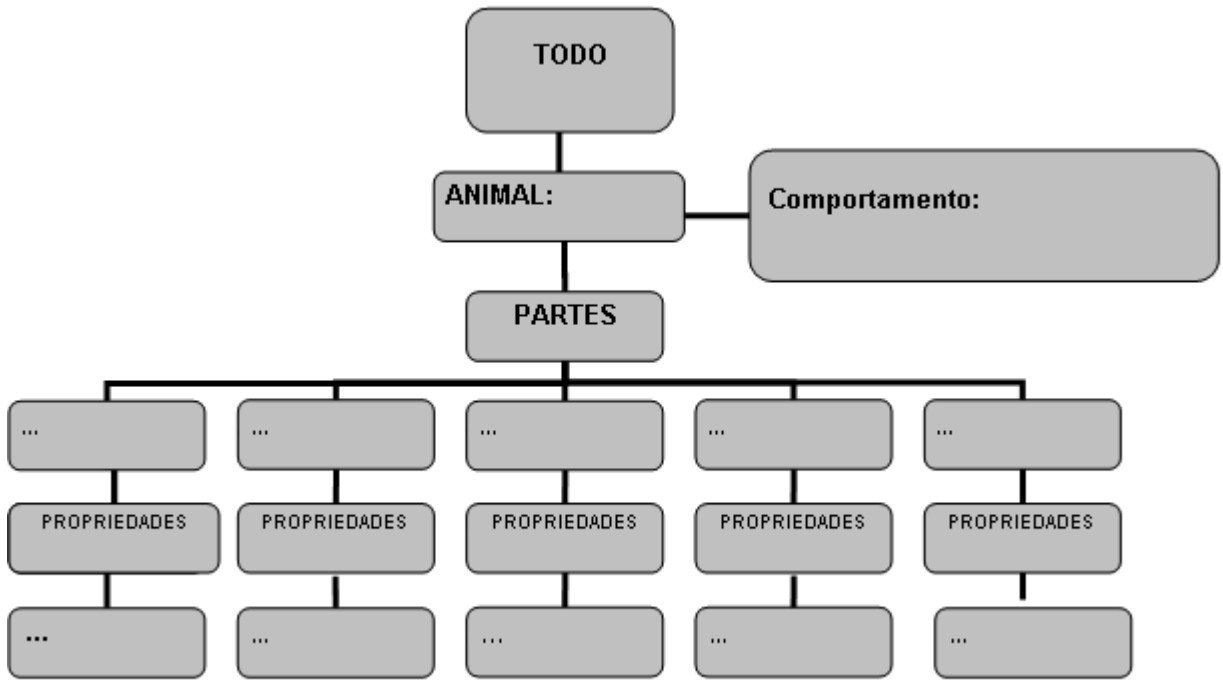 TODO
ANIMAL:
Comportamento:
PARTES
... ... ... ... ...
PROPRIEDADES PROPRIEDADES PROPRIEDADES PROPRIEDADES PROPRIEDADES
... ... ... ... ...